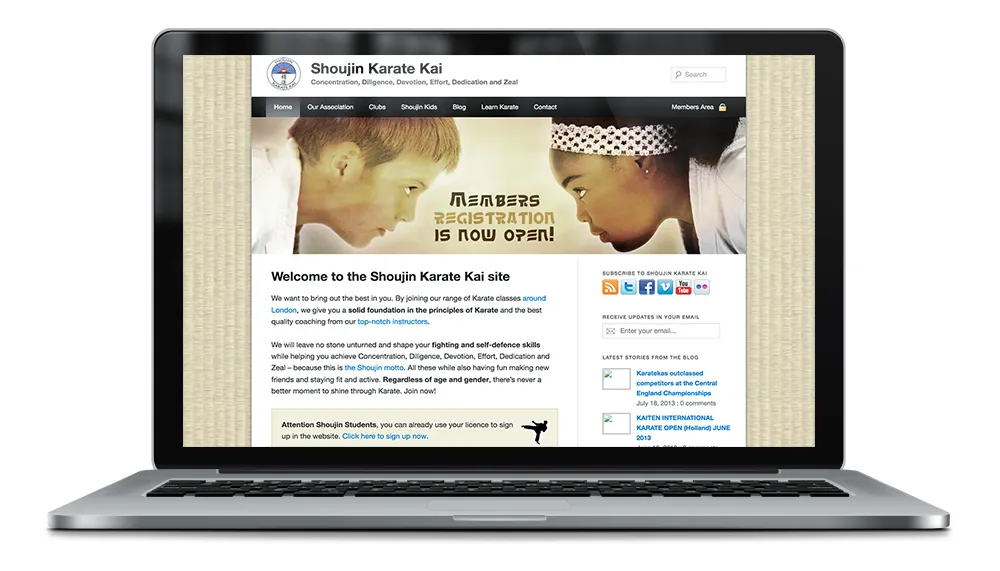 Shoujin Karate Kai
Concentration, Diligence, Devotion, Effort, Dedication and Zeal
Search
Home Our Association Clubs Shoujin Kids Blog Learn Karate Contact Members Area
MEMBERS
REGISTRATION
IS NOW OPEN!
Welcome to the Shoujin Karate Kai site
We want to bring out the best in you. By joining our range of Karate classes around
London, we give you a solid foundation in the principles of Karate and the best
quality coaching from our top-notch instructors.
We will leave no stone unturned and shape your fighting and self-defence skills
while helping you achieve Concentration, Diligence, Devotion, Effort, Dedication and
Zeal – because this is the Shoujin motto. All these while also having fun making new
friends and staying fit and active. Regardless of age and gender, there's never a
better moment to shine through Karate. Join now!
Attention Shoujin Students, you can already use your licence to sign
up in the website. Click here to sign up now.
SUBSCRIBE TO SHOUJIN KARATE KAI
You
Tube
RECEIVE UPDATES IN YOUR EMAIL
Enter your email...
LATEST STORIES FROM THE BLOG
Karatekas outclassed
competitors at the Central
England Championships
July 18, 2013 : 0 comments
KAITEN INTERNATIONAL
KARATE OPEN (Holland) JUNE
2013